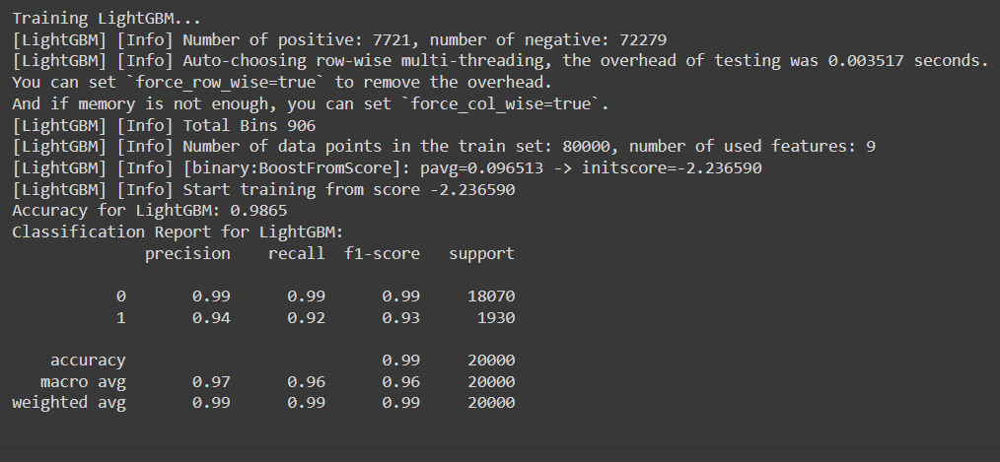 Training LightGBM...
[LightGBM] [Info] Number of positive: 7721, number of negative: 72279
[LightGBM] [Info] Auto-choosing row-wise multi-threading, the overhead of testing was 0.003517 seconds.
You can set `force_row_wise=true` to remove the overhead.
And if memory is not enough, you can set `force_col_wise=true`.
[LightGBM] [Info] Total Bins 906
[LightGBM] [Info] Number of data points in the train set: 80000, number of used features: 9
[LightGBM] [Info] [binary:BoostFromScore]: pavg=0.096513 -> initscore=-2.236590
[LightGBM] [Info] Start training from score -2.236590
Accuracy for LightGBM: 0.9865
Classification Report for LightGBM:
              precision    recall  f1-score   support
           0       0.99      0.99      0.99     18070
           1       0.94      0.92      0.93      1930
    accuracy                           0.99     20000
   macro avg       0.97      0.96      0.96     20000
weighted avg       0.99      0.99      0.99     20000